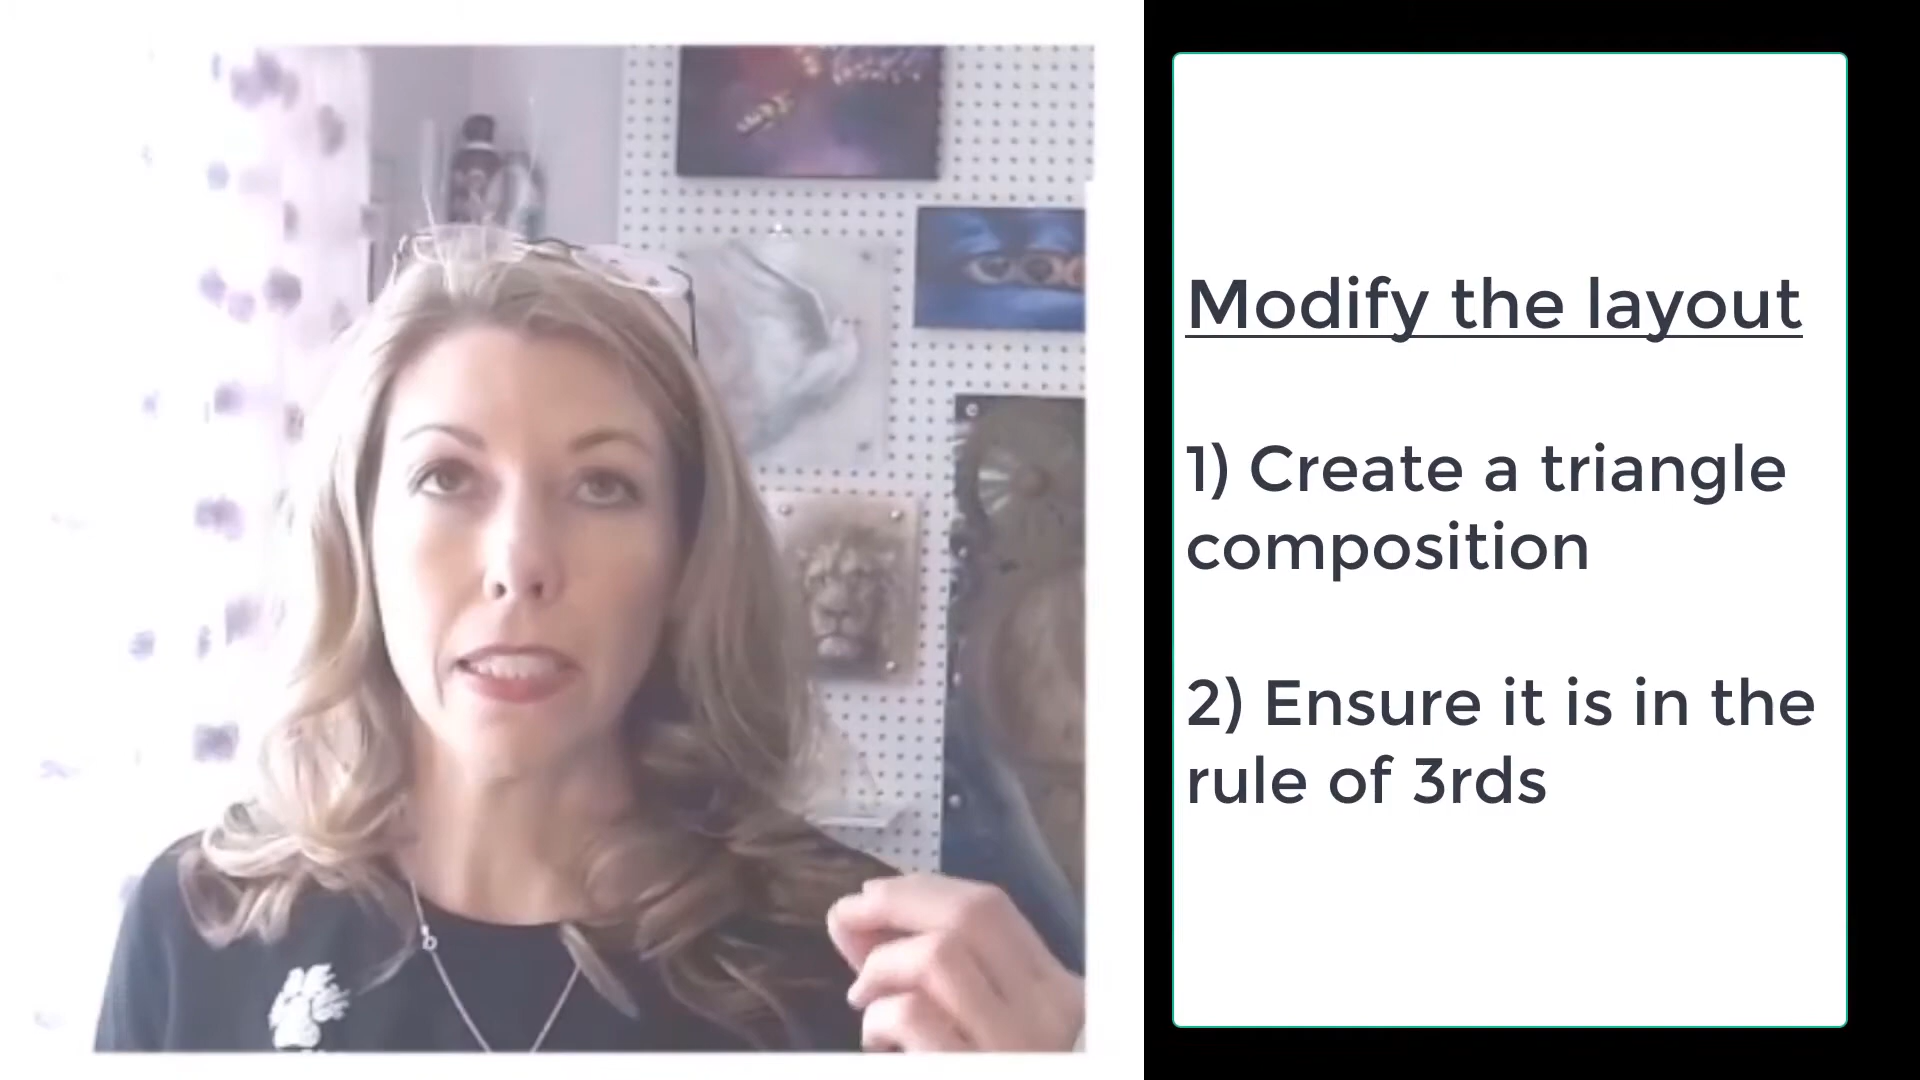 Modify the layout
1) Create a triangle
composition
2) Ensure it is in the
rule of 3rds